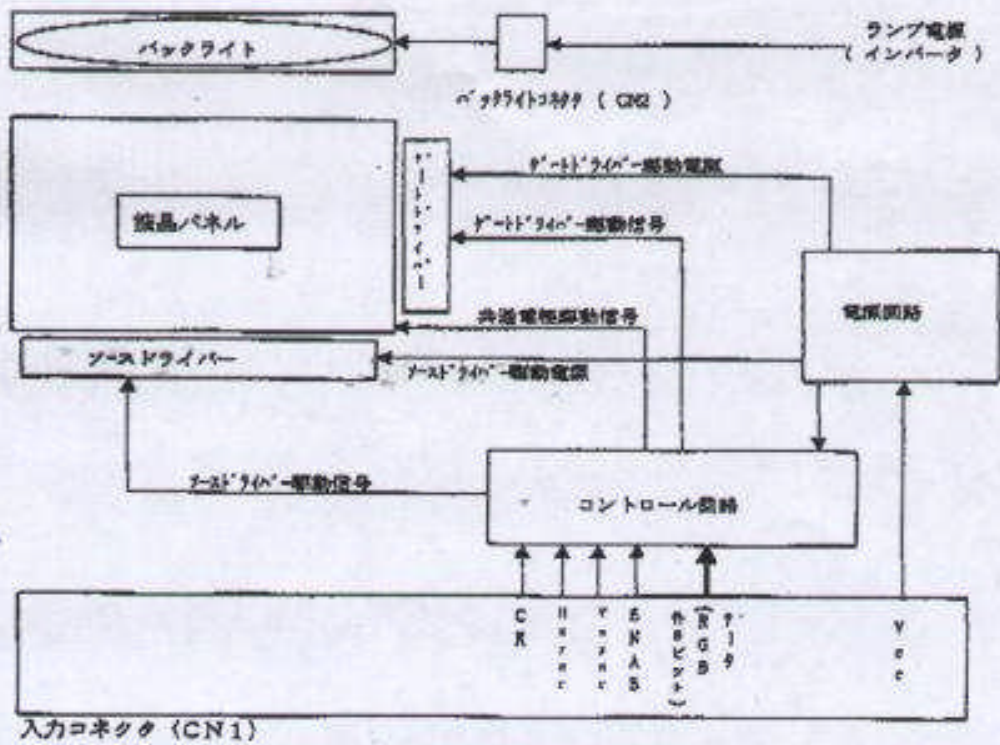 バックライト
ランプ電源
(インバータ)
バックライトコネクタ (CN2)
ゲートドライバー
ゲートドライバー駆動電源
液晶パネル
ゲートドライバー駆動信号
電源回路
共通電極駆動信号
ソースドライバー
ソースドライバー駆動電源
ソースドライバー駆動信号
コントロール回路
CK
Hsync
Vsync
ENAB
データ
(RGB
各8ビット)
Vcc
入力コネクタ (CN1)